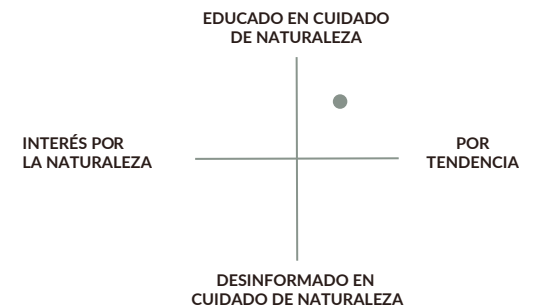 EDUCADO EN CUIDADO
DE NATURALEZA
INTERÉS POR
LA NATURALEZA
POR
TENDENCIA
DESINFORMADO EN
CUIDADO DE NATURALEZA